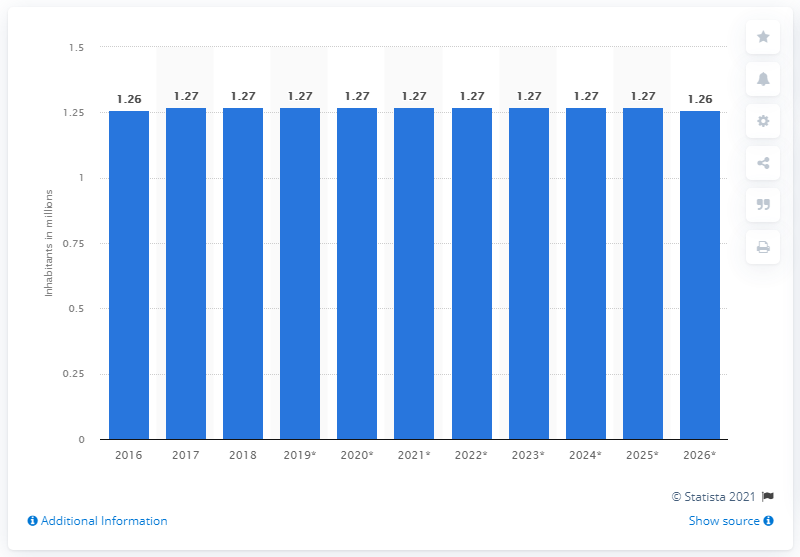 1.5
1.25
1
0.75
0.5
0.25
0
Inhabitants in millions
1.26 1.27 1.27 1.27 1.27 1.27 1.27 1.27 1.27 1.27 1.26
2016 2017 2018 2019* 2020* 2021* 2022* 2023* 2024* 2025* 2026*
© Statista 2021
Additional Information
Show source